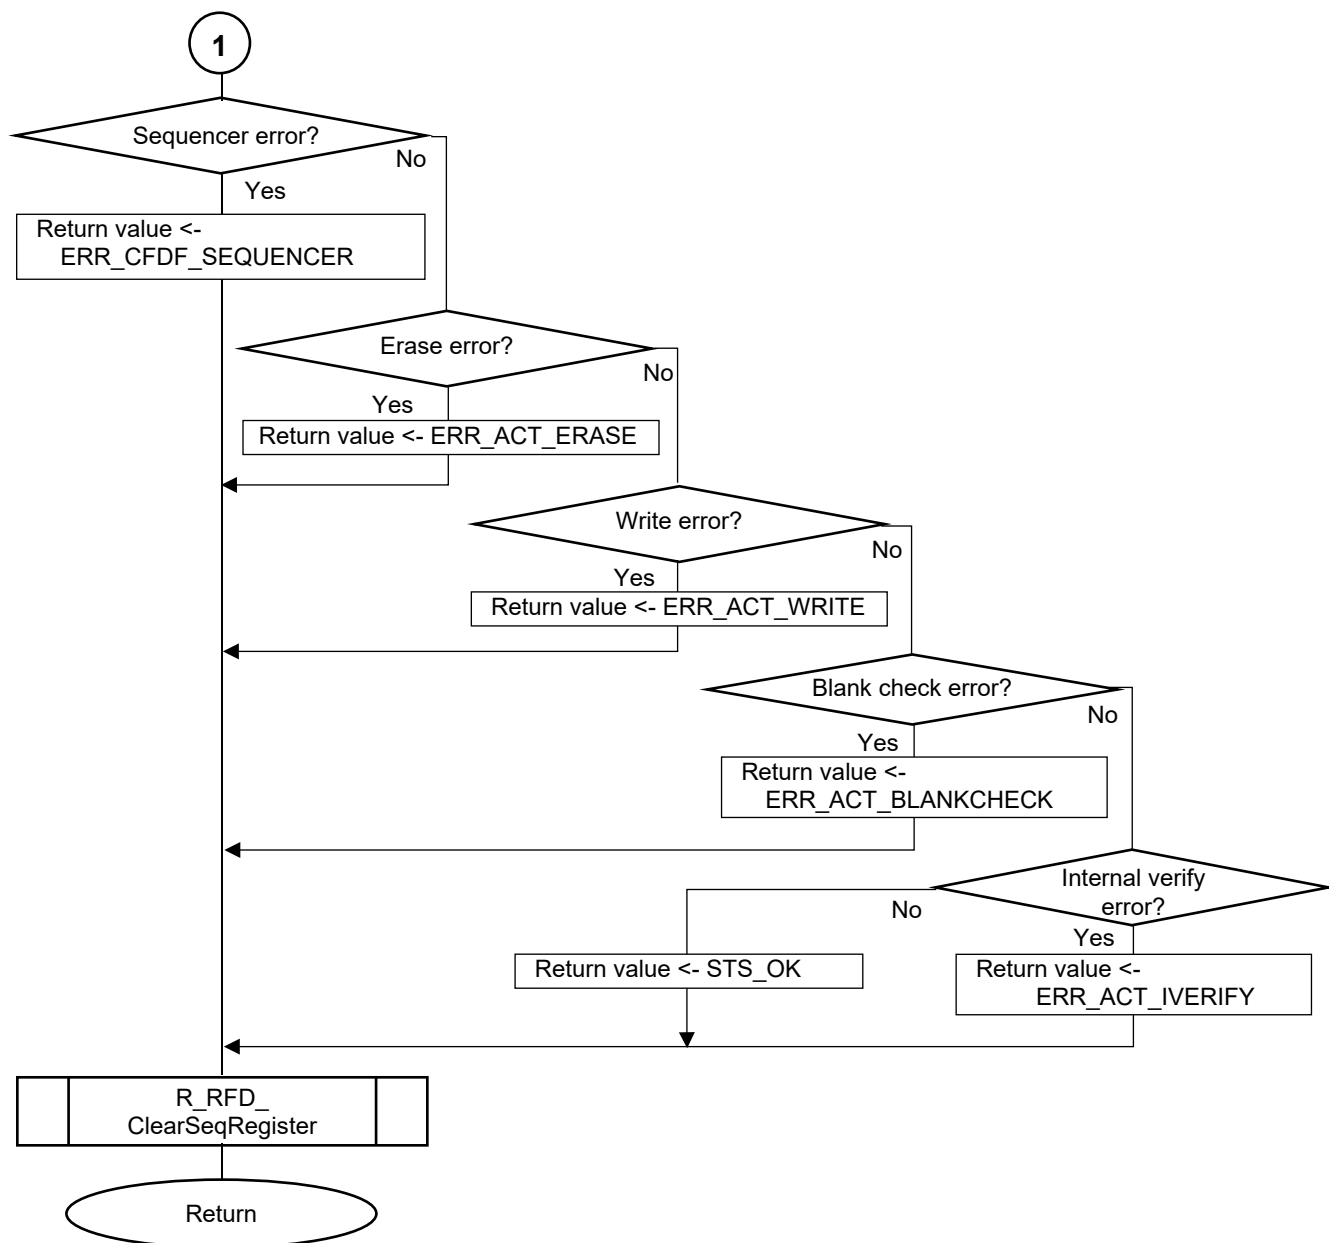 1
Sequencer error?
No
Yes
Return value <-
ERR_CFDF_SEQUENCER
Erase error?
No
Yes
Return value <- ERR_ACT_ERASE
Write error?
No
Yes
Return value <- ERR_ACT_WRITE
Blank check error?
No
Yes
Return value <-
ERR_ACT_BLANKCHECK
Internal verify
error?
No
Yes
Return value <- STS_OK
Return value <-
ERR_ACT_IVERIFY
R_RFD_
ClearSeqRegister
Return